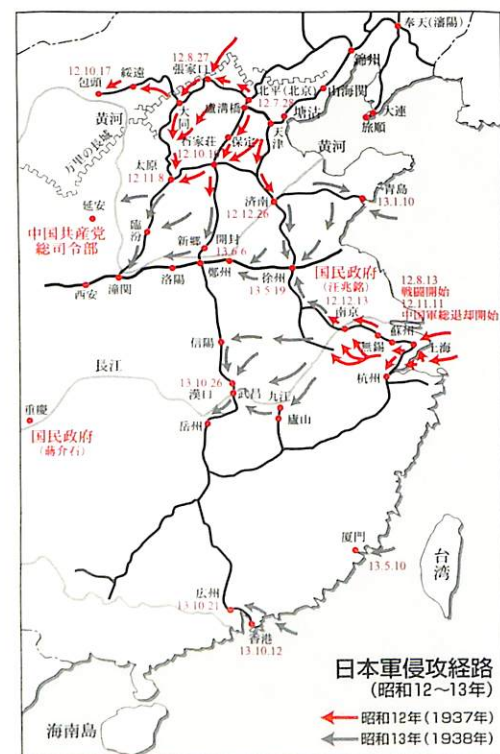 奉天(瀋陽)
錦州
12.8.27
張家口
12.10.17
綏遠
包頭
北平(北京)
12.7.28
山海関
大同
盧溝橋
塘沽
大連
旅順
黄河
万里の長城
石家荘
12.10.10
保定
天津
太原
12.11.8
黄河
延安
済南
12.12.26
青島
13.1.10
中国共産党
総司令部
臨汾
新郷
開封
13.6.6
西安
潼関
洛陽
鄭州
徐州
13.5.19
国民政府
(汪兆銘)
12.12.13
南京
12.8.13
戦闘開始
12.11.11
中国軍総退却開始
蘇州
無錫
上海
杭州
信陽
長江
13.10.26
漢口
武昌
九江
廬山
岳州
重慶
国民政府
(蔣介石)
厦門
13.5.10
台湾
広州
13.10.21
香港
13.10.12
海南島
日本軍侵攻経路
(昭和12〜13年)
昭和12年(1937年)
昭和13年(1938年)